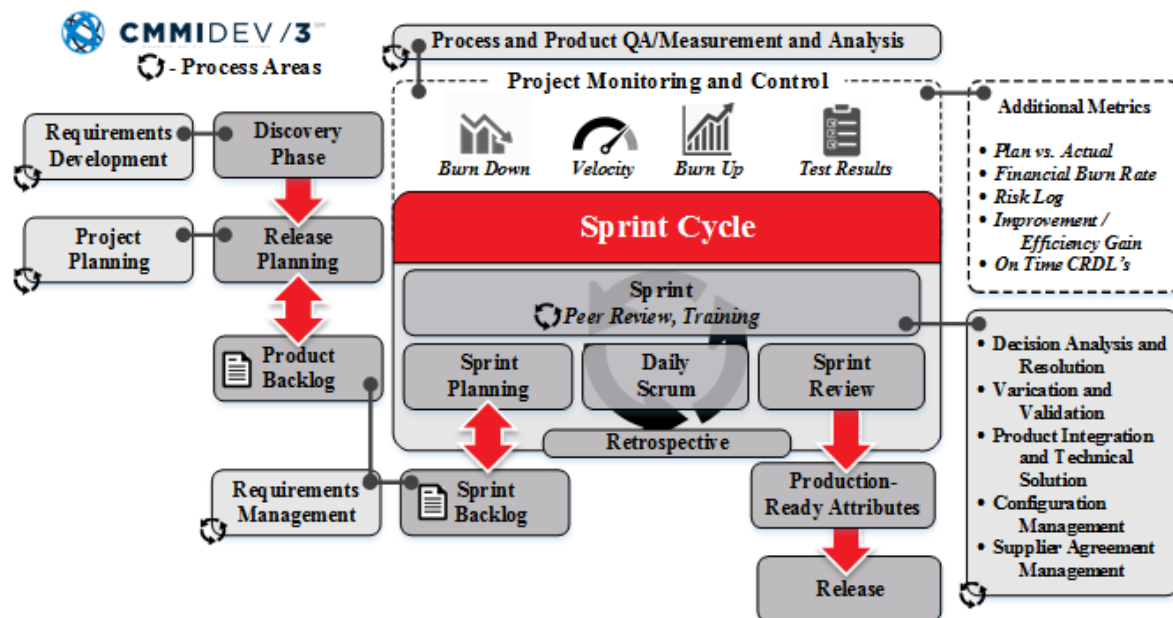 CMMIDEV/3℠
- Process Areas
Process and Product QA/Measurement and Analysis
Project Monitoring and Control
Burn Down
Velocity
Burn Up
Test Results
Additional Metrics
• Plan vs. Actual
• Financial Burn Rate
• Risk Log
• Improvement /
Efficiency Gain
• On Time CRDL's
Requirements
Development
Discovery
Phase
Project
Planning
Release
Planning
Product
Backlog
Requirements
Management
Sprint
Backlog
Sprint Cycle
Sprint
Peer Review, Training
Sprint
Planning
Daily
Scrum
Sprint
Review
Retrospective
Production-
Ready Attributes
Release
• Decision Analysis and
Resolution
• Varication and
Validation
• Product Integration
and Technical
Solution
• Configuration
Management
• Supplier Agreement
Management